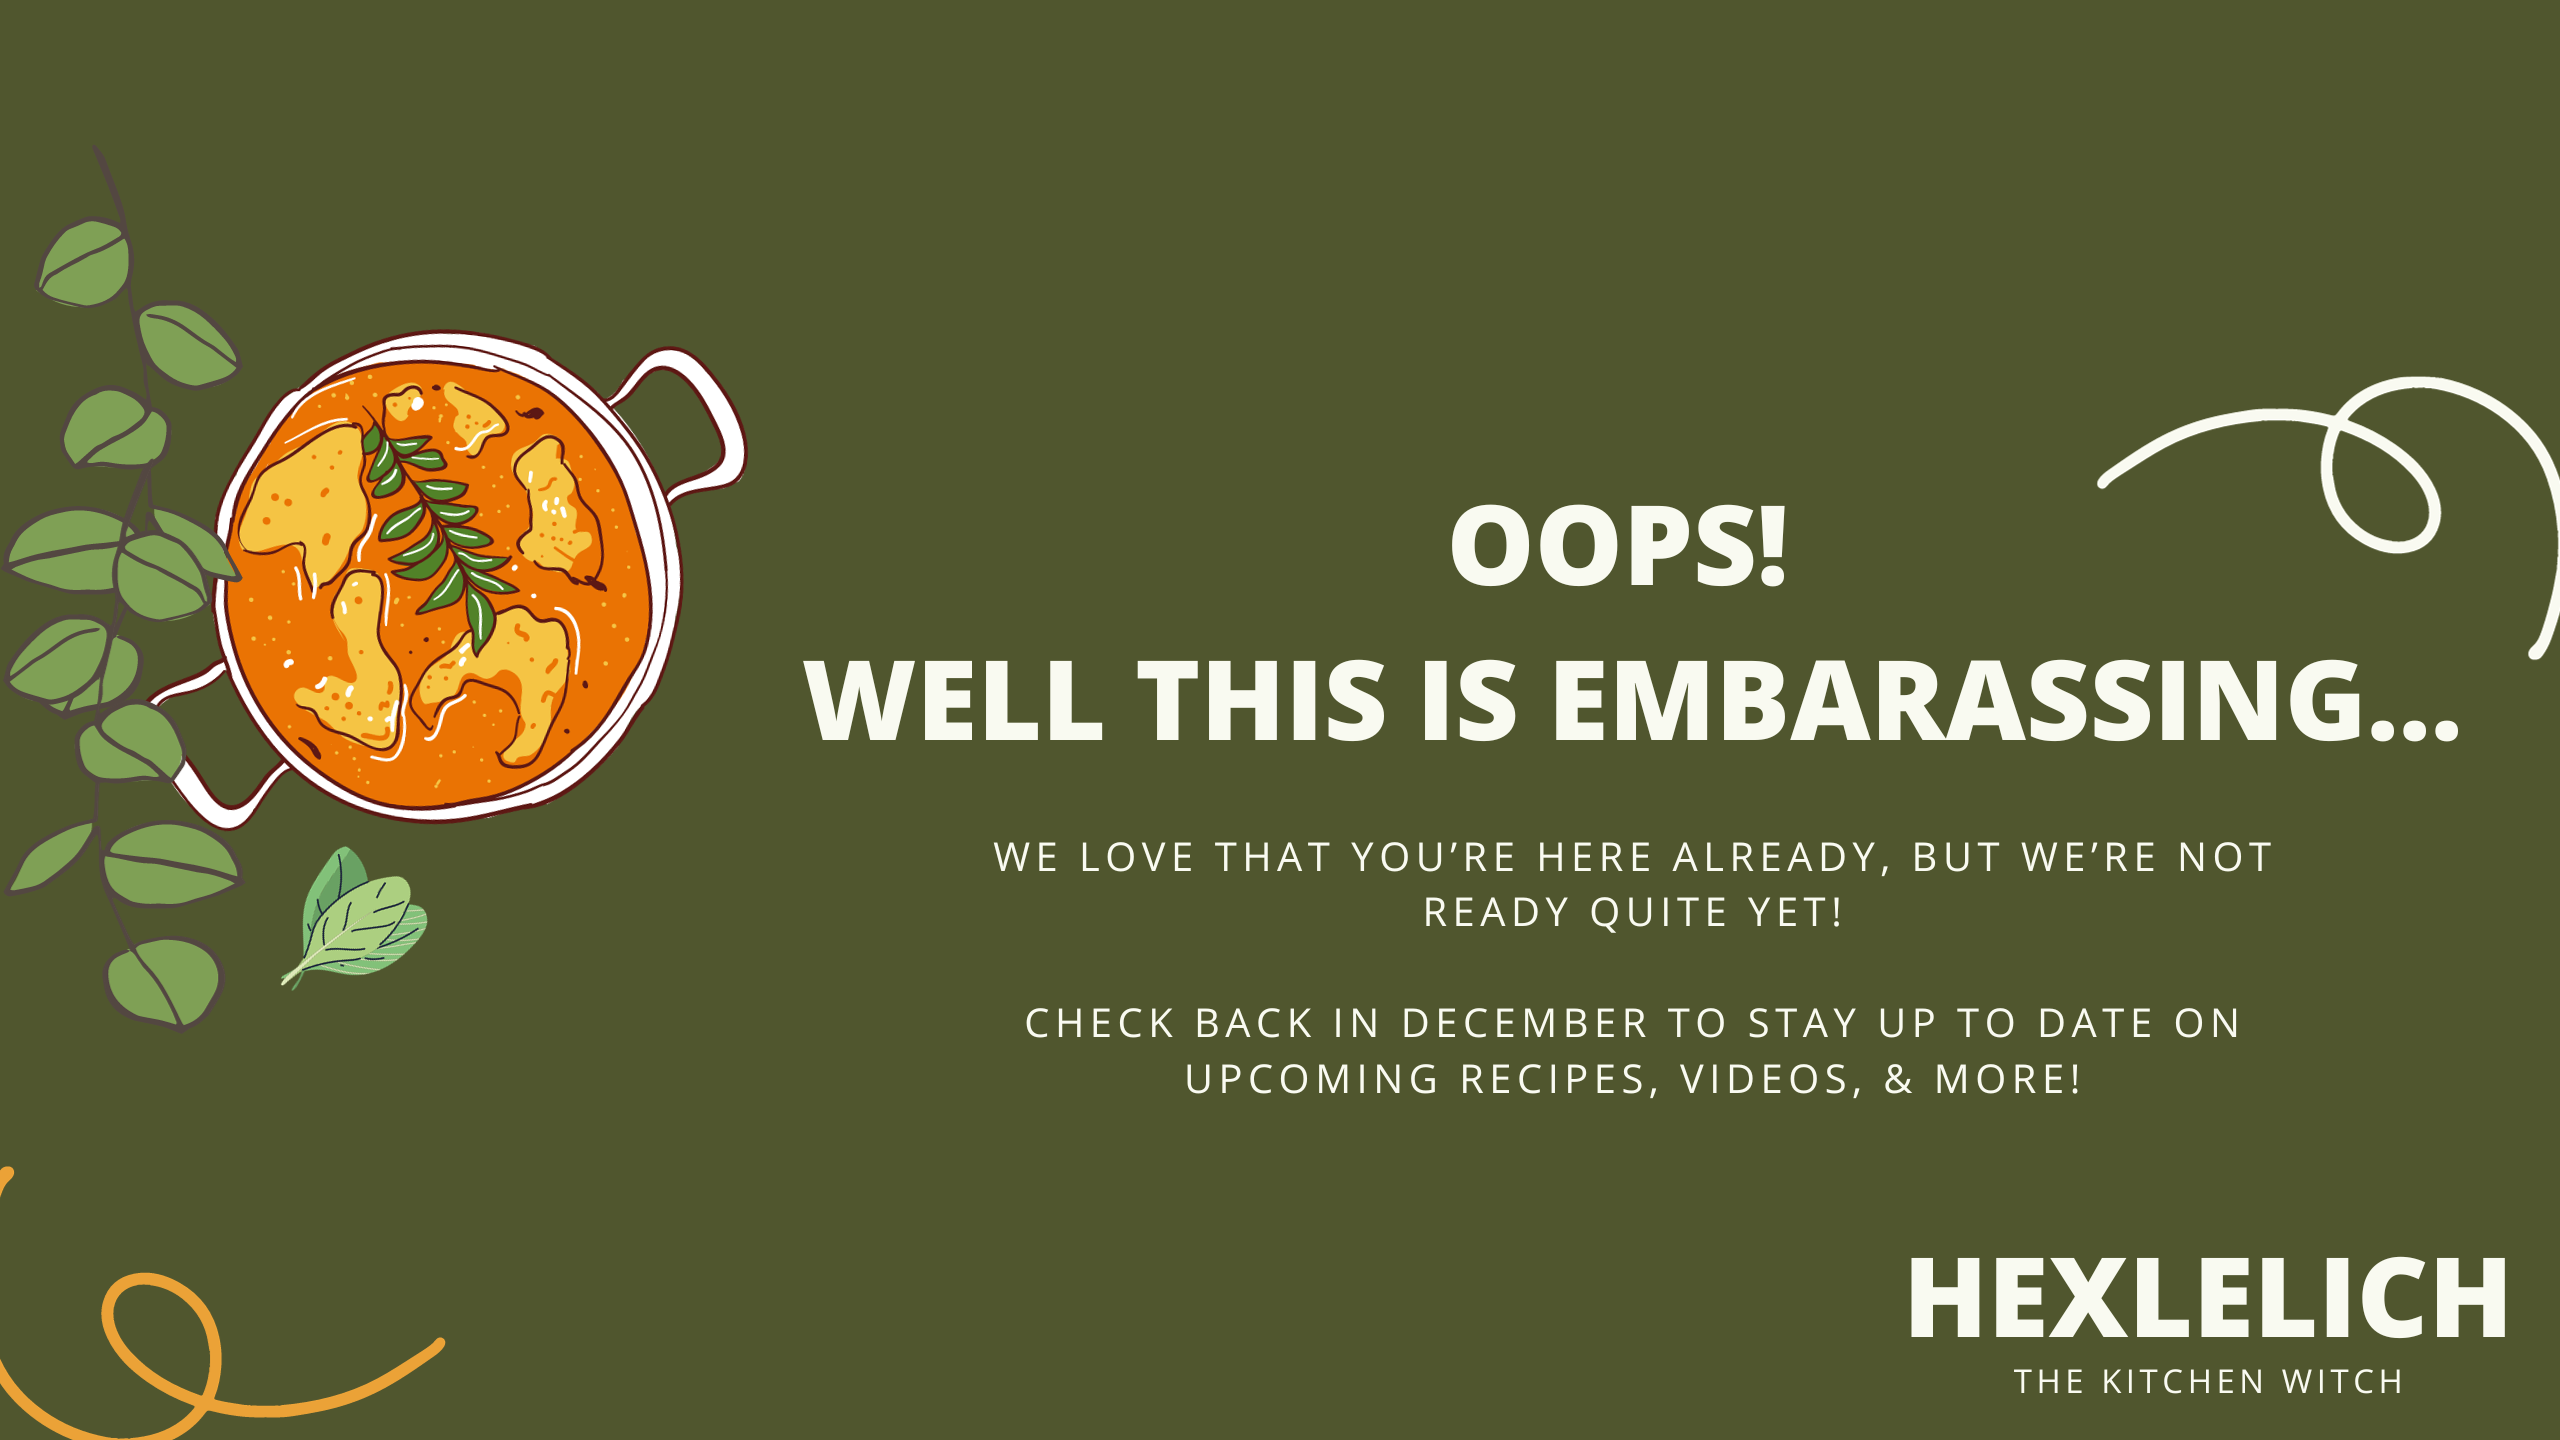 OOPS!
WELL THIS IS EMBARASSING...
WE LOVE THAT YOU’RE HERE ALREADY, BUT WE’RE NOT
READY QUITE YET!
CHECK BACK IN DECEMBER TO STAY UP TO DATE ON
UPCOMING RECIPES, VIDEOS, & MORE!
HEXLELICH
THE KITCHEN WITCH